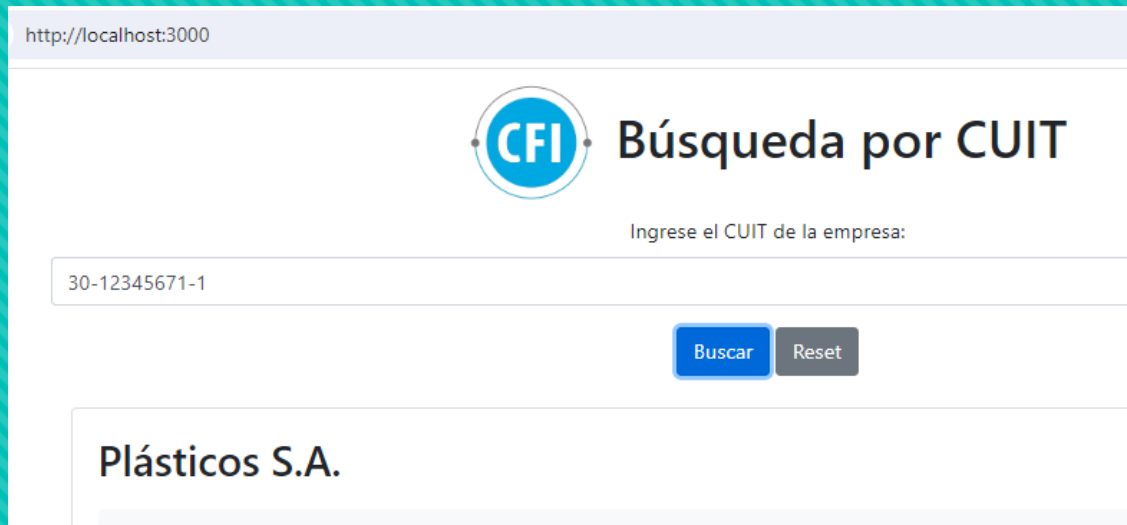 http://localhost:3000
CFI
Búsqueda por CUIT
Ingrese el CUIT de la empresa:
30-12345671-1
Buscar Reset
Plásticos S.A.